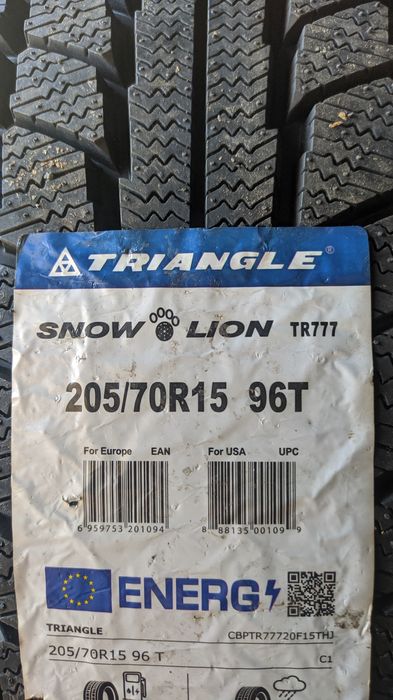 TRIANGLE®
SNOW LION TR777
205/70R15 96T
For Europe EAN For USA UPC
6 959753 201094 8 88135 00109 9
ENERG
TRIANGLE CBPTR77720F15THJ
205/70R15 96 T C1